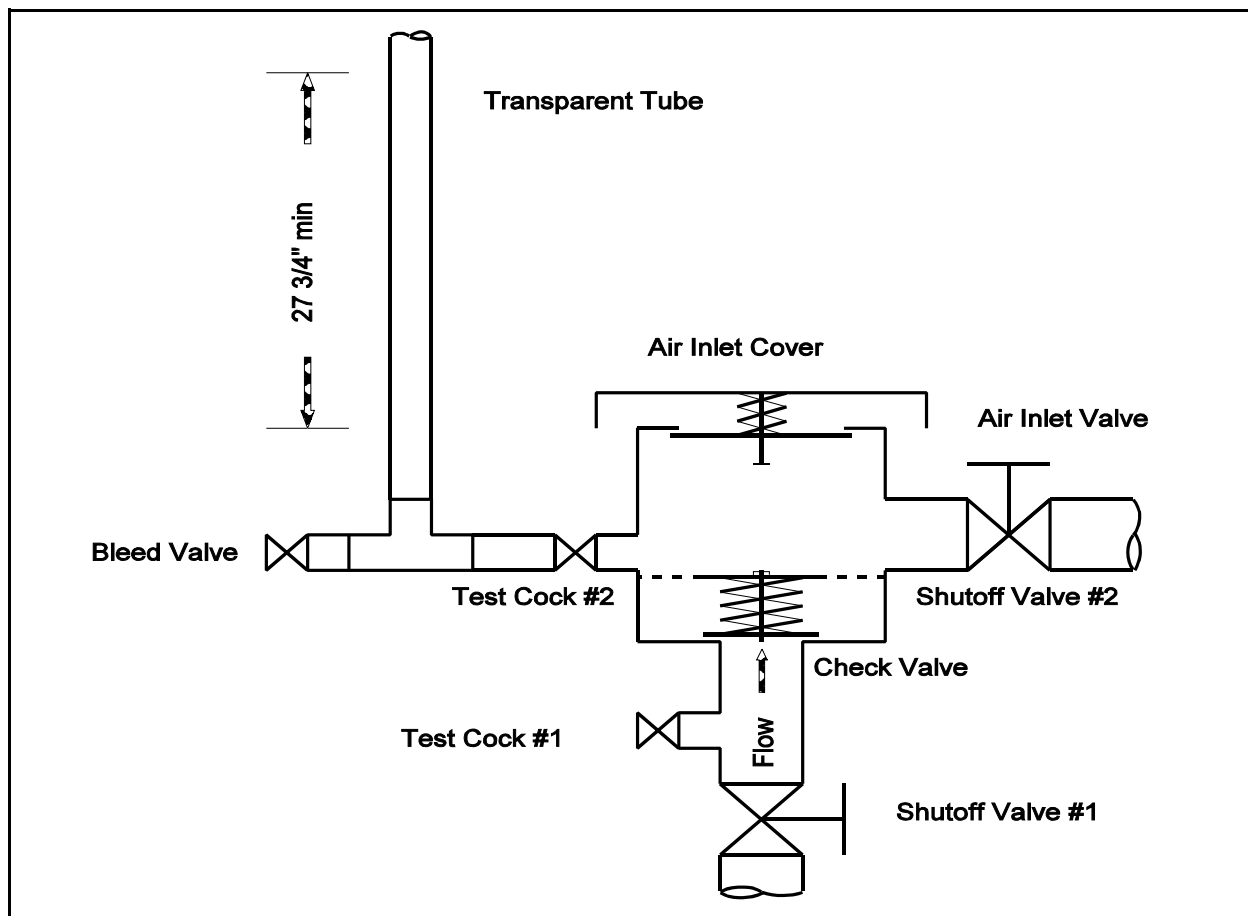 Transparent Tube
27 3/4" min
Air Inlet Cover
Air Inlet Valve
Bleed Valve
Test Cock #2
Shutoff Valve #2
Check Valve
Test Cock #1
Flow
Shutoff Valve #1